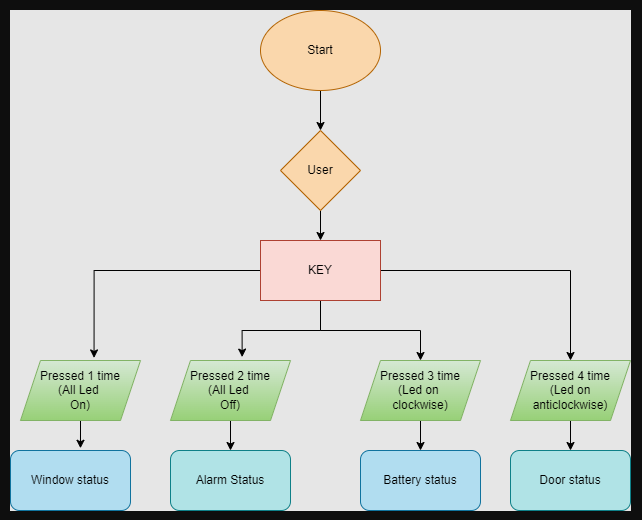 Start
User
KEY
Pressed 1 time
(All Led
On)
Pressed 2 time
(All Led
Off)
Pressed 3 time
(Led on
clockwise)
Pressed 4 time
(Led on
anticlockwise)
Window status
Alarm Status
Battery status
Door status